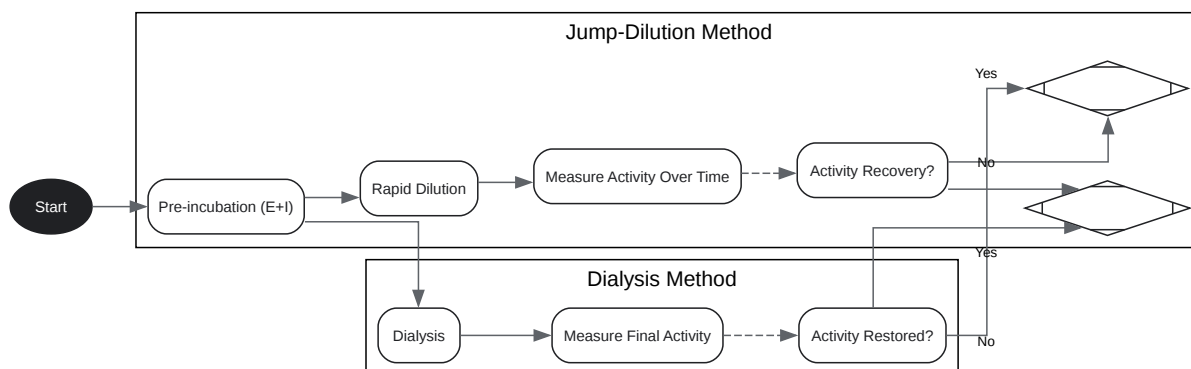 Jump-Dilution Method
Yes
Rapid Dilution
Measure Activity Over Time
Activity Recovery?
No
Start
Pre-incubation (E+I)
Yes
Dialysis Method
Dialysis
Measure Final Activity
Activity Restored?
No